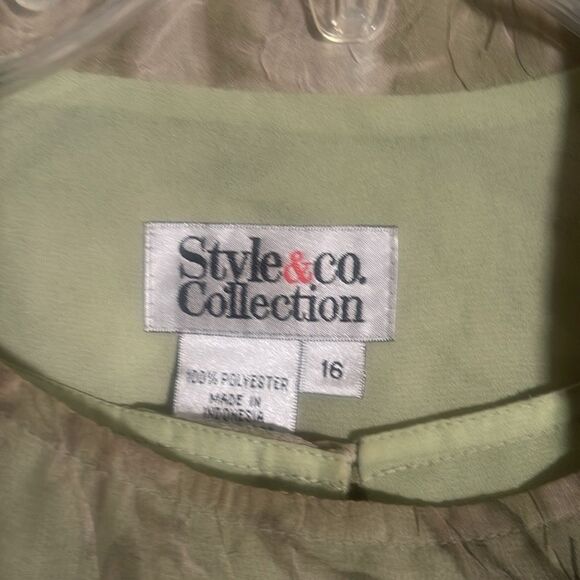 Style&co.
Collection
16
100% POLYESTER
MADE IN
INDONESIA